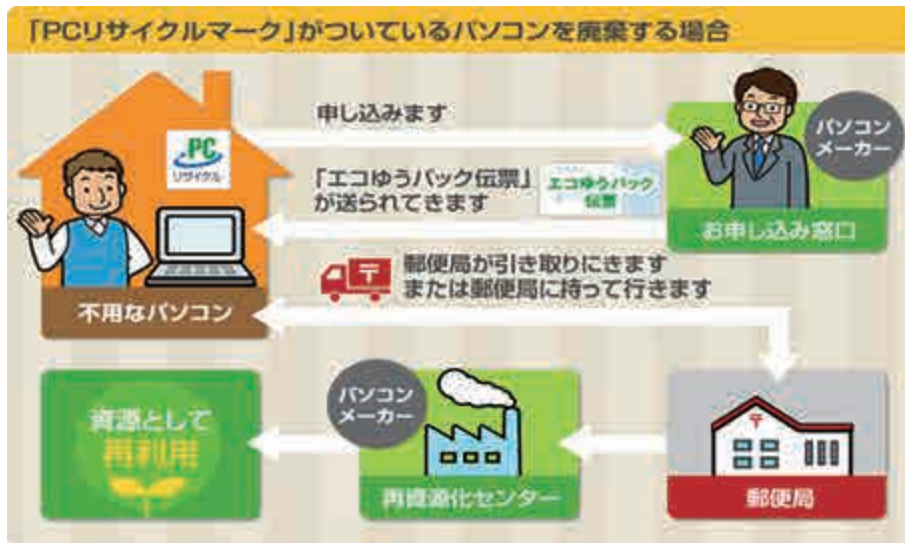 「PCリサイクルマーク」がついているパソコンを廃棄する場合
申し込みます
パソコン
メーカー
PC
リサイクル
「エコゆうパック伝票」
が送られてきます
エコゆうパック
伝票
お申し込み窓口
郵便局が引き取りにきます
または郵便局に持って行きます
不用なパソコン
パソコン
メーカー
資源として
再利用
再資源化センター
郵便局